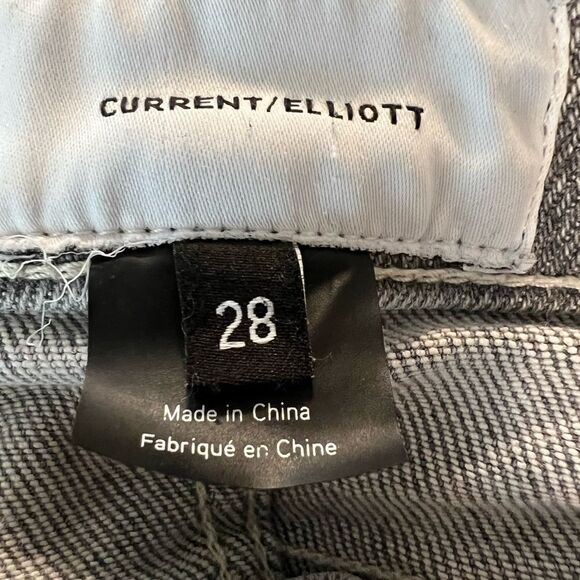 CURRENT/ELLIOTT
28
Made in China
Fabriqué en Chine